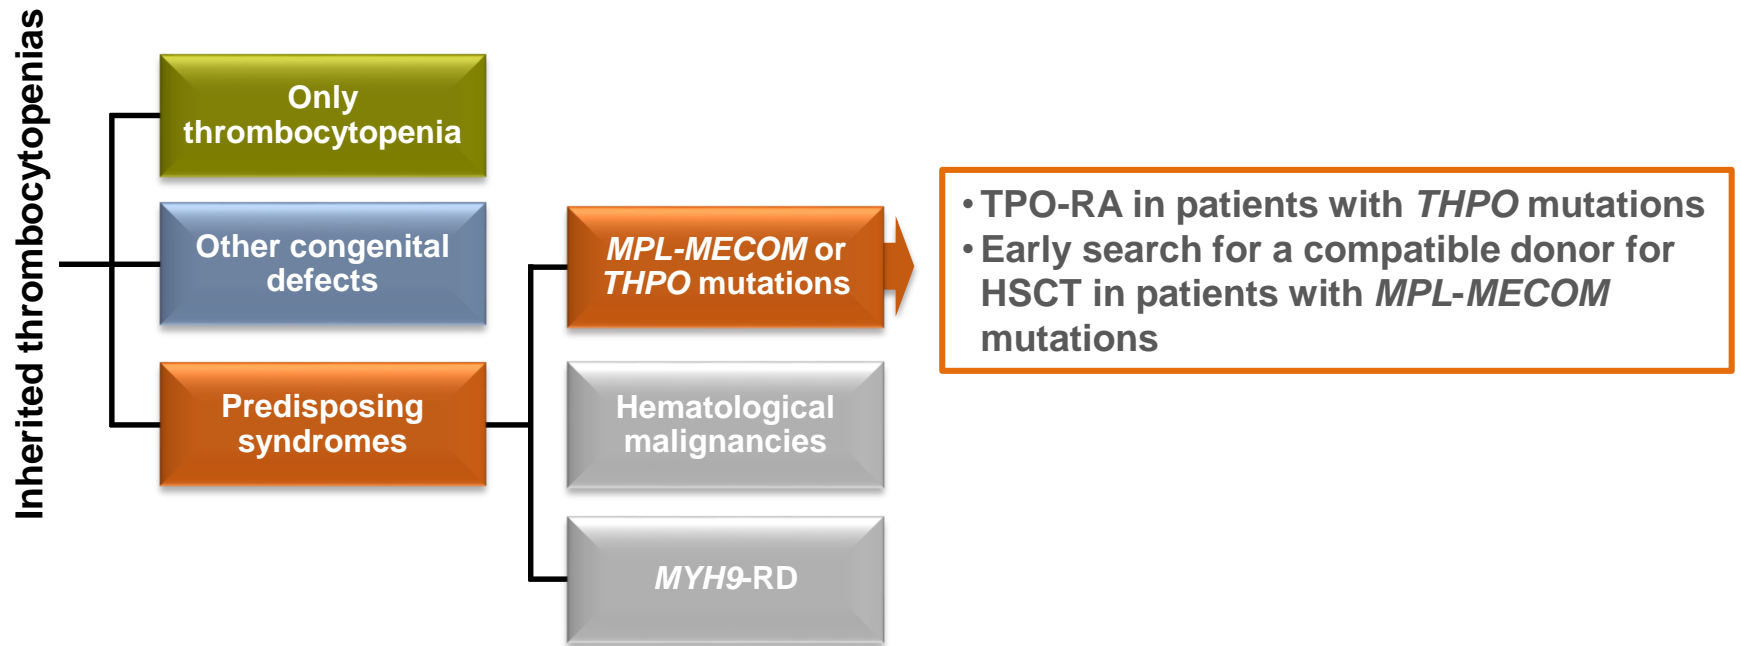 Inherited thrombocytopenias
Only
thrombocytopenia
Other congenital
defects
Predisposing
syndromes
MPL-MECOM or
THPO mutations
Hematological
malignancies
MYH9-RD
• TPO-RA in patients with THPO mutations
• Early search for a compatible donor for
HSCT in patients with MPL-MECOM
mutations